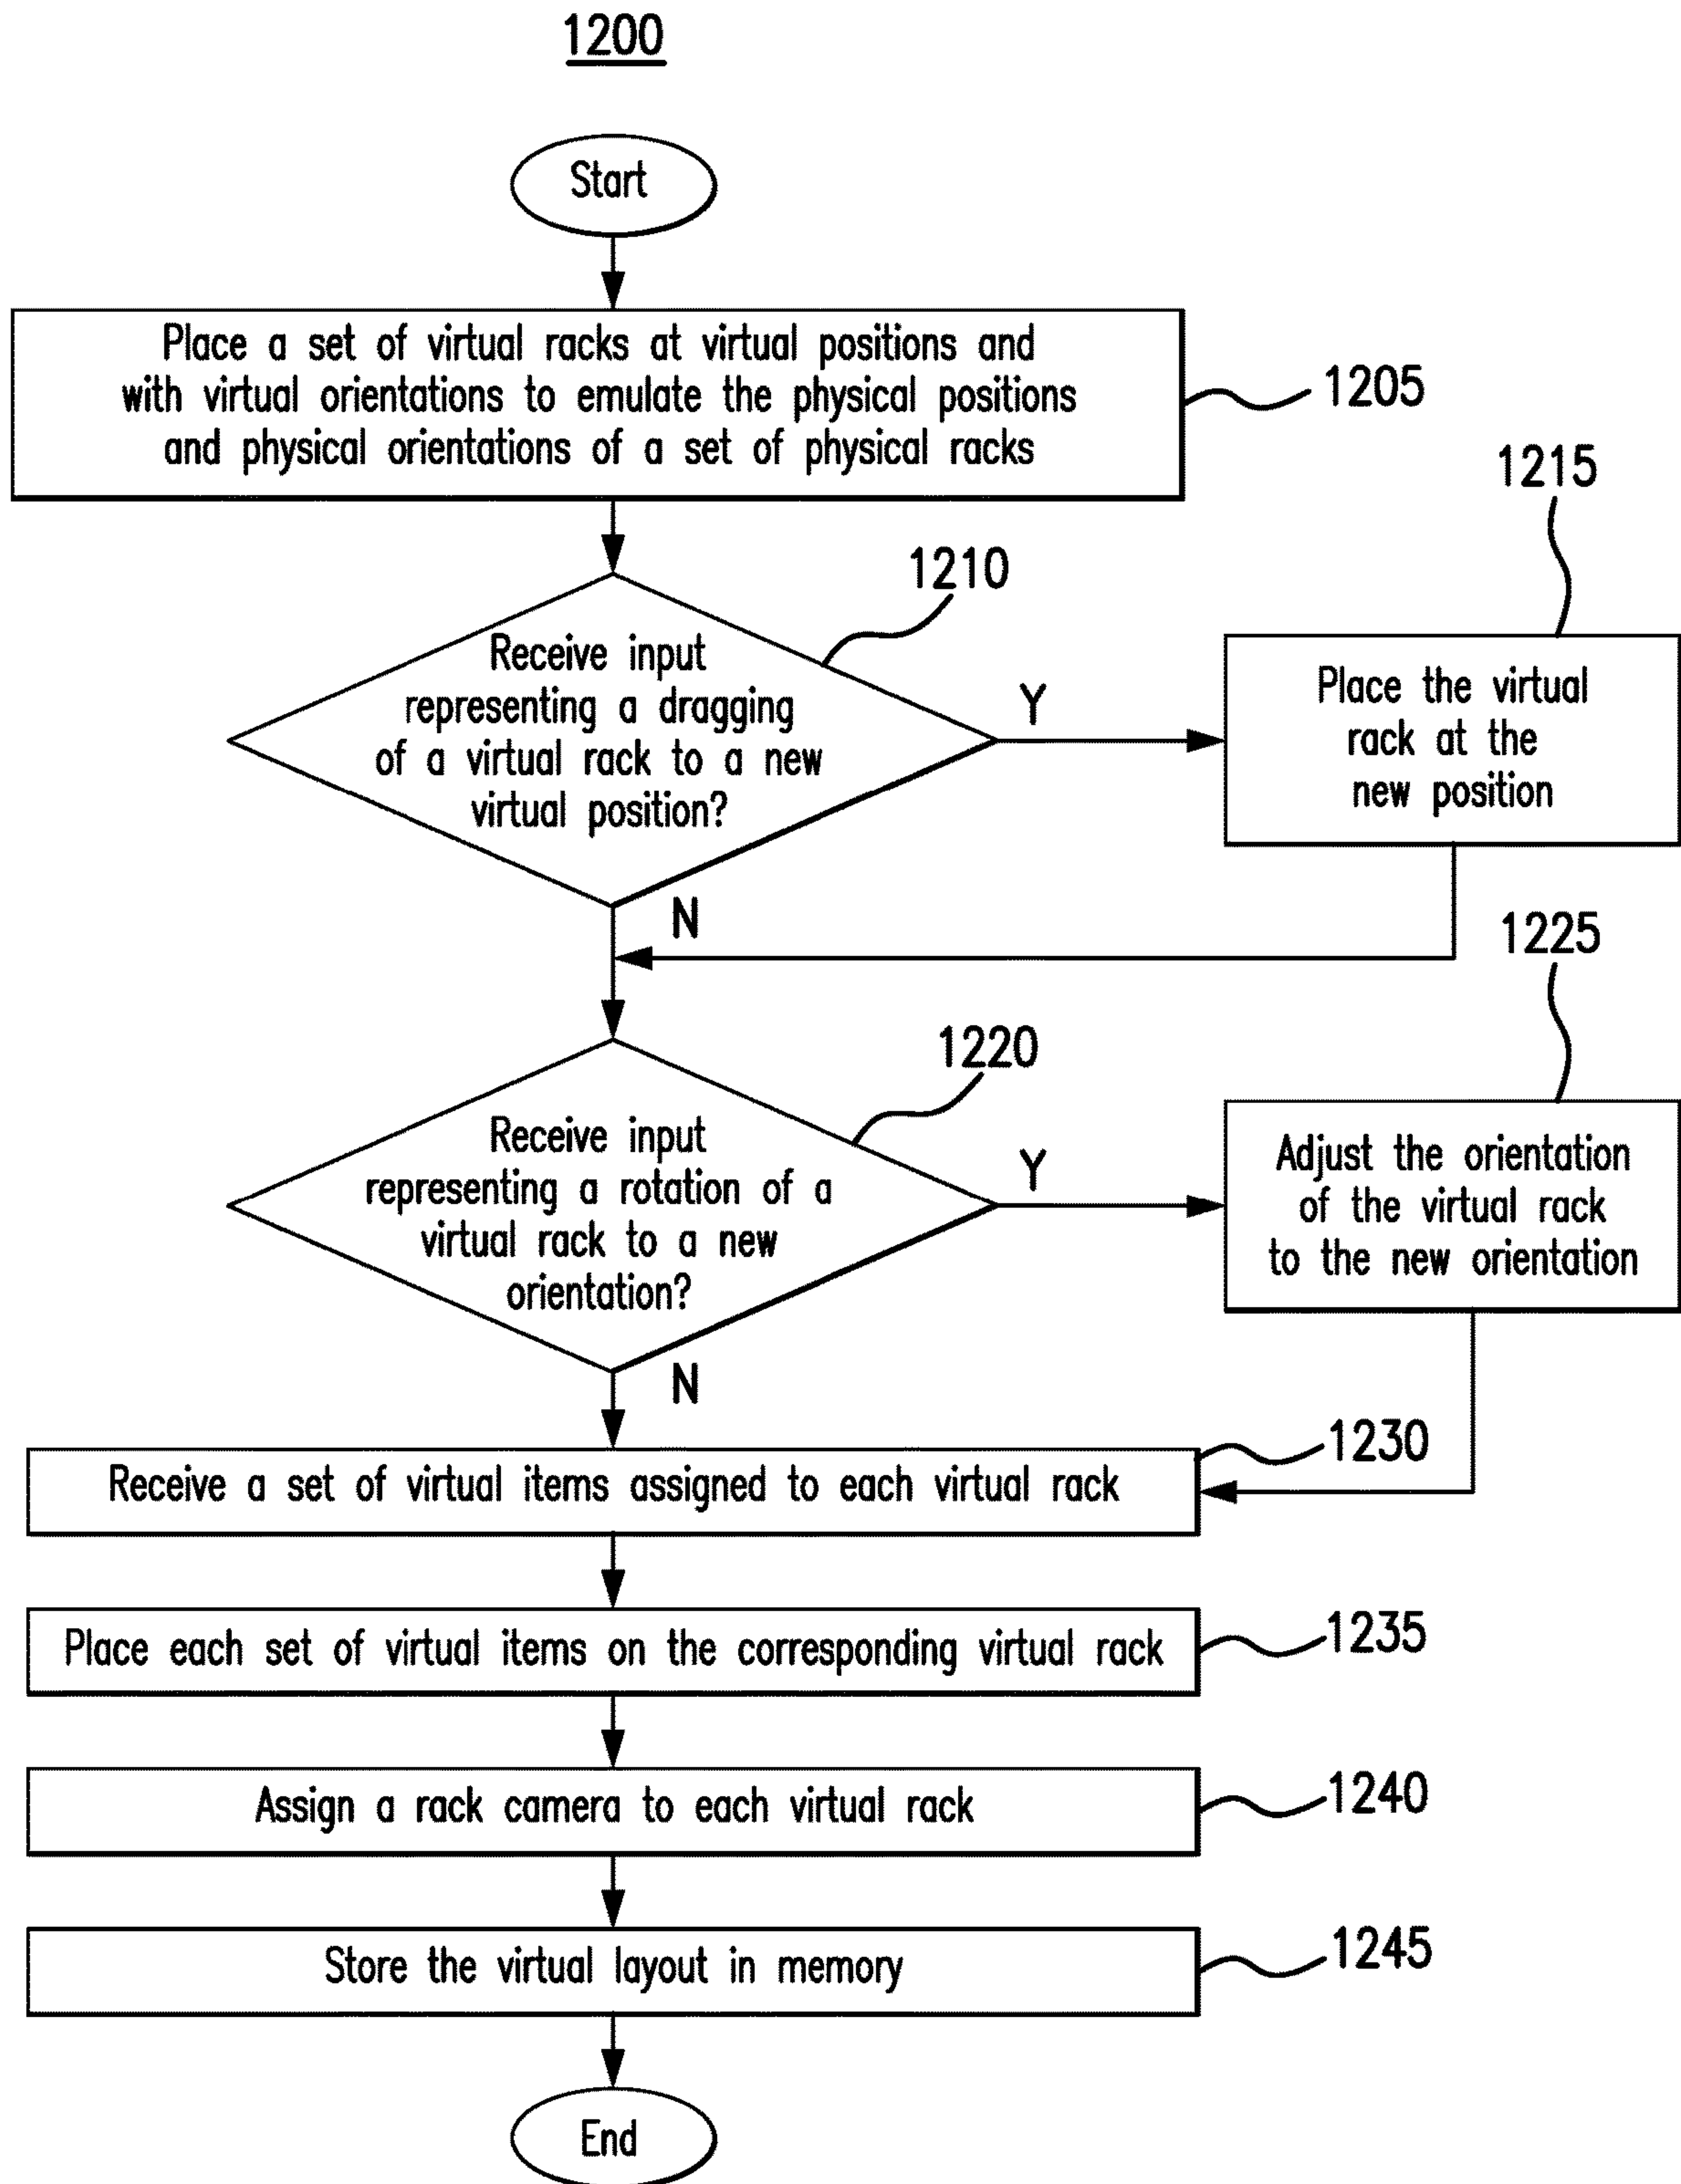 1200
Start
Place a set of virtual racks at virtual positions and
with virtual orientations to emulate the physical positions
and physical orientations of a set of physical racks
1205
1210
Receive input
representing a dragging
of a virtual rack to a new
virtual position?
Y
N
1215
Place the virtual
rack at the
new position
1220
Receive input
representing a rotation of a
virtual rack to a new
orientation?
Y
N
1225
Adjust the orientation
of the virtual rack
to the new orientation
Receive a set of virtual items assigned to each virtual rack
1230
Place each set of virtual items on the corresponding virtual rack
1235
Assign a rack camera to each virtual rack
1240
Store the virtual layout in memory
1245
End